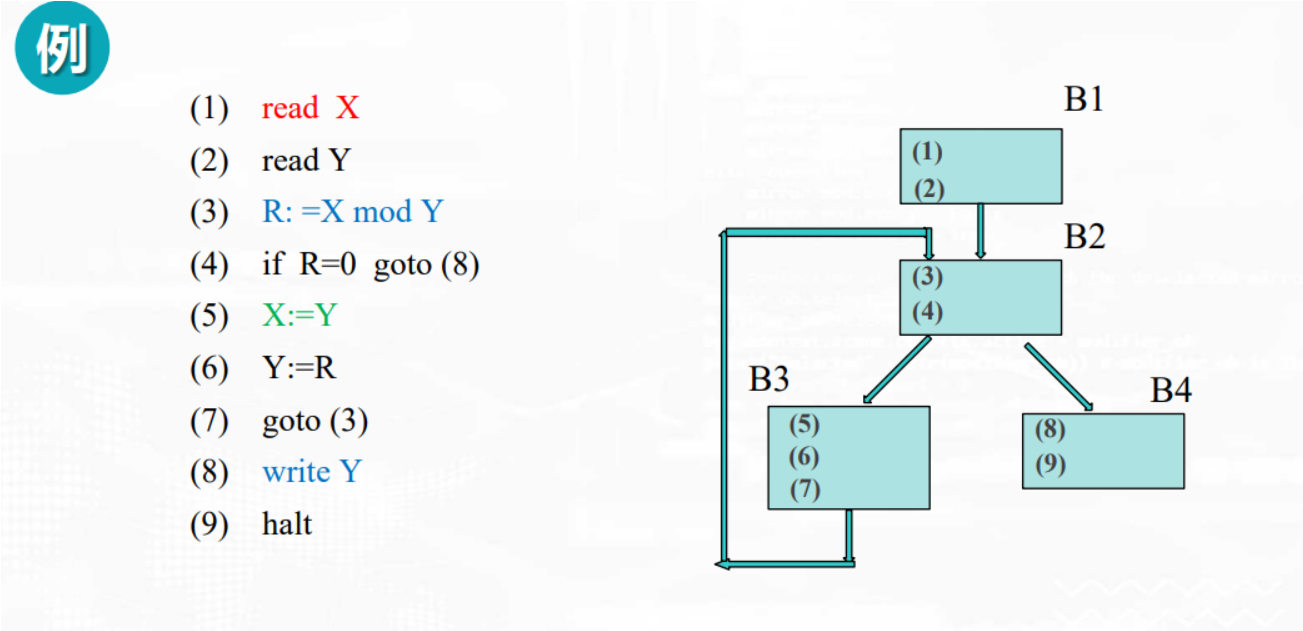 例
(1) read X
(2) read Y
(3) R: =X mod Y
(4) if R=0 goto (8)
(5) X:=Y
(6) Y:=R
(7) goto (3)
(8) write Y
(9) halt
B1
(1)
(2)
B2
(3)
(4)
B3
(5)
(6)
(7)
B4
(8)
(9)